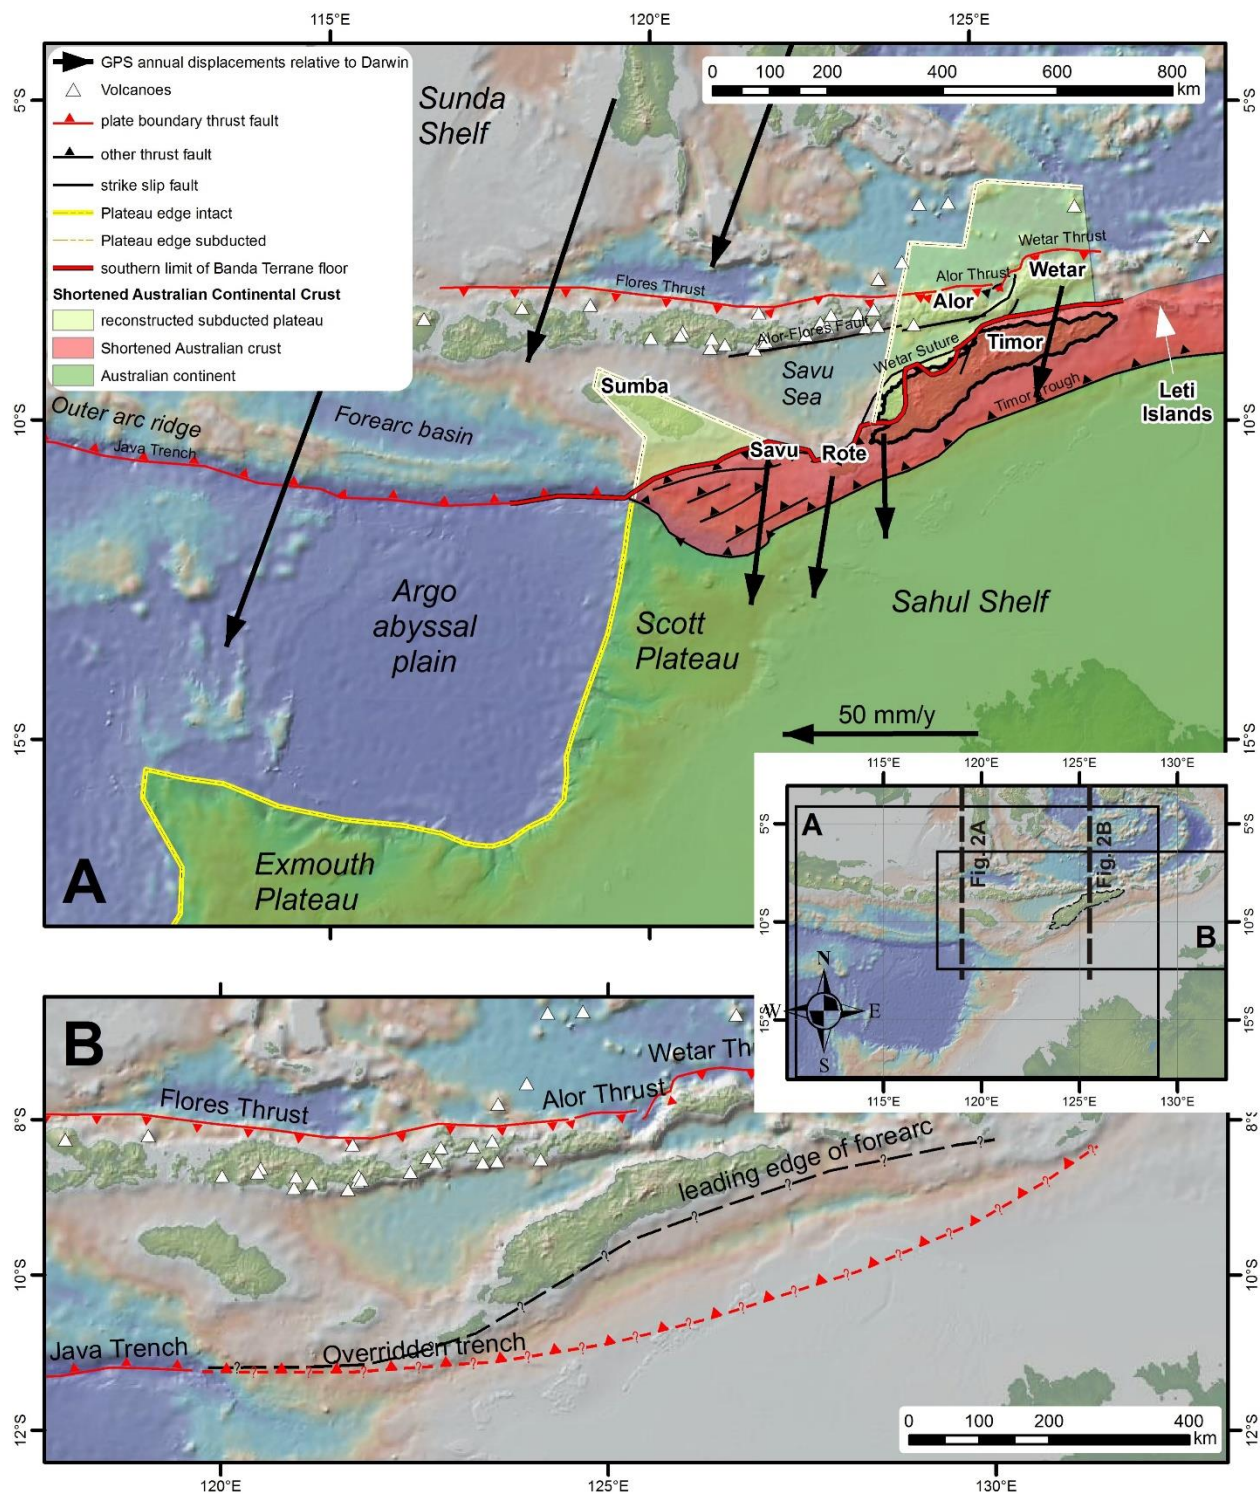 115°E
120°E
125°E
GPS annual displacements relative to Darwin
Volcanoes
plate boundary thrust fault
other thrust fault
strike slip fault
Plateau edge intact
Plateau edge subducted
southern limit of Banda Terrane floor
Shortened Australian Continental Crust
reconstructed subducted plateau
Shortened Australian crust
Australian continent
0 100 200 400 600 800
km
5°S
5°S
Sunda
Shelf
Wetar Thrust
Flores Thrust
Alor Thrust
Wetar
Alor
Alor-Flores Fault
Wetar Suture
Timor
Savu
Sea
Sumba
Timor Trough
Leti
Islands
10°S
10°S
Outer arc ridge
Forearc basin
Java Trench
Savu
Rote
Argo
abyssal
plain
Scott
Plateau
Sahul Shelf
50 mm/y
15°S
15°S
Exmouth
Plateau
A
115°E
120°E
125°E
130°E
5°S
5°S
10°S
10°S
15°S
15°S
A
Fig. 2A
Fig. 2B
B
N
W
E
S
115°E
120°E
125°E
130°E
115°E
120°E
B
Wetar Th
Flores Thrust
Alor Thrust
8°S
8°S
leading edge of forearc
10°S
10°S
Java Trench
Overridden trench
? ? ? ? ? ? ? ? ? ? ? ? ? ? ? ? ? ?
12°S
12°S
0 100 200 400
km
120°E
125°E
130°E